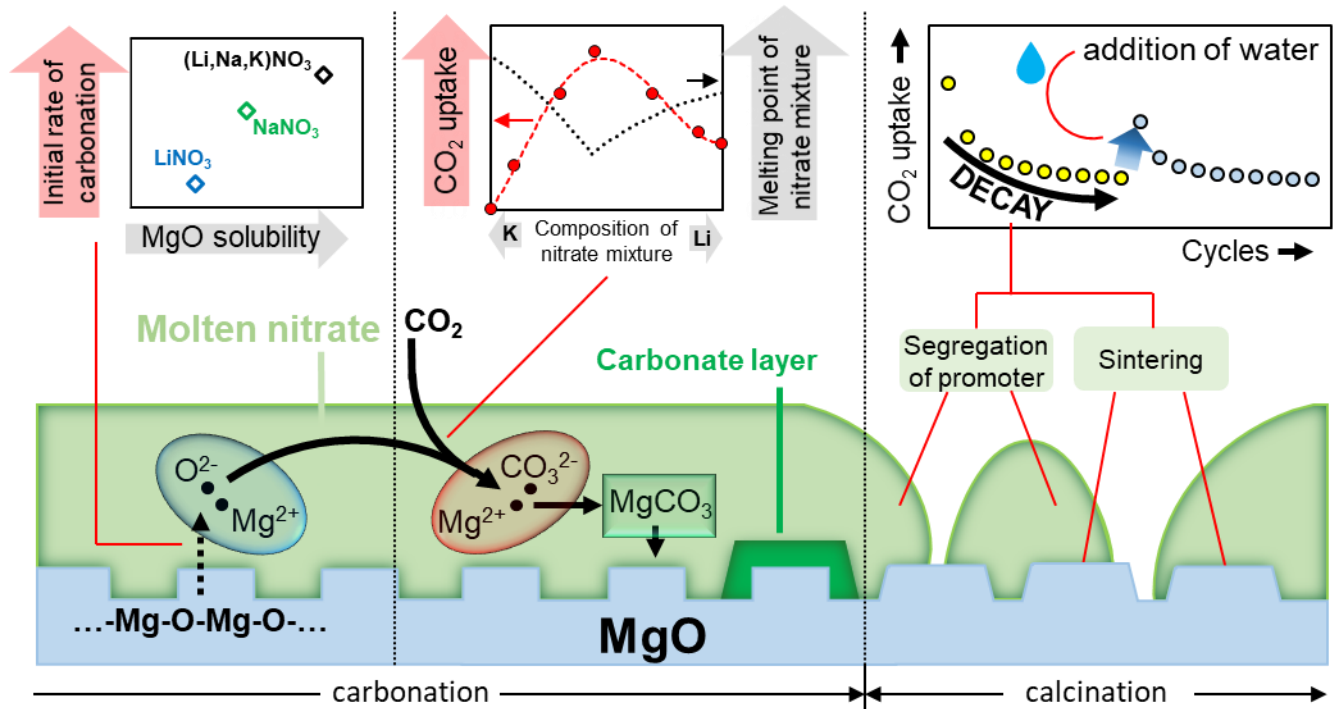 Initial rate of
carbonation
(Li,Na,K)NO₃
NaNO₃
LiNO₃
MgO solubility
CO₂ uptake
K
Composition of
nitrate mixture
Li
Melting point of
nitrate mixture
CO₂ uptake
addition of water
DECAY
Cycles
Molten nitrate
CO₂
Carbonate layer
Segregation
of promoter
Sintering
O²⁻
Mg²⁺
CO₃²⁻
Mg²⁺
MgCO₃
...-Mg-O-Mg-O-...
MgO
carbonation
calcination